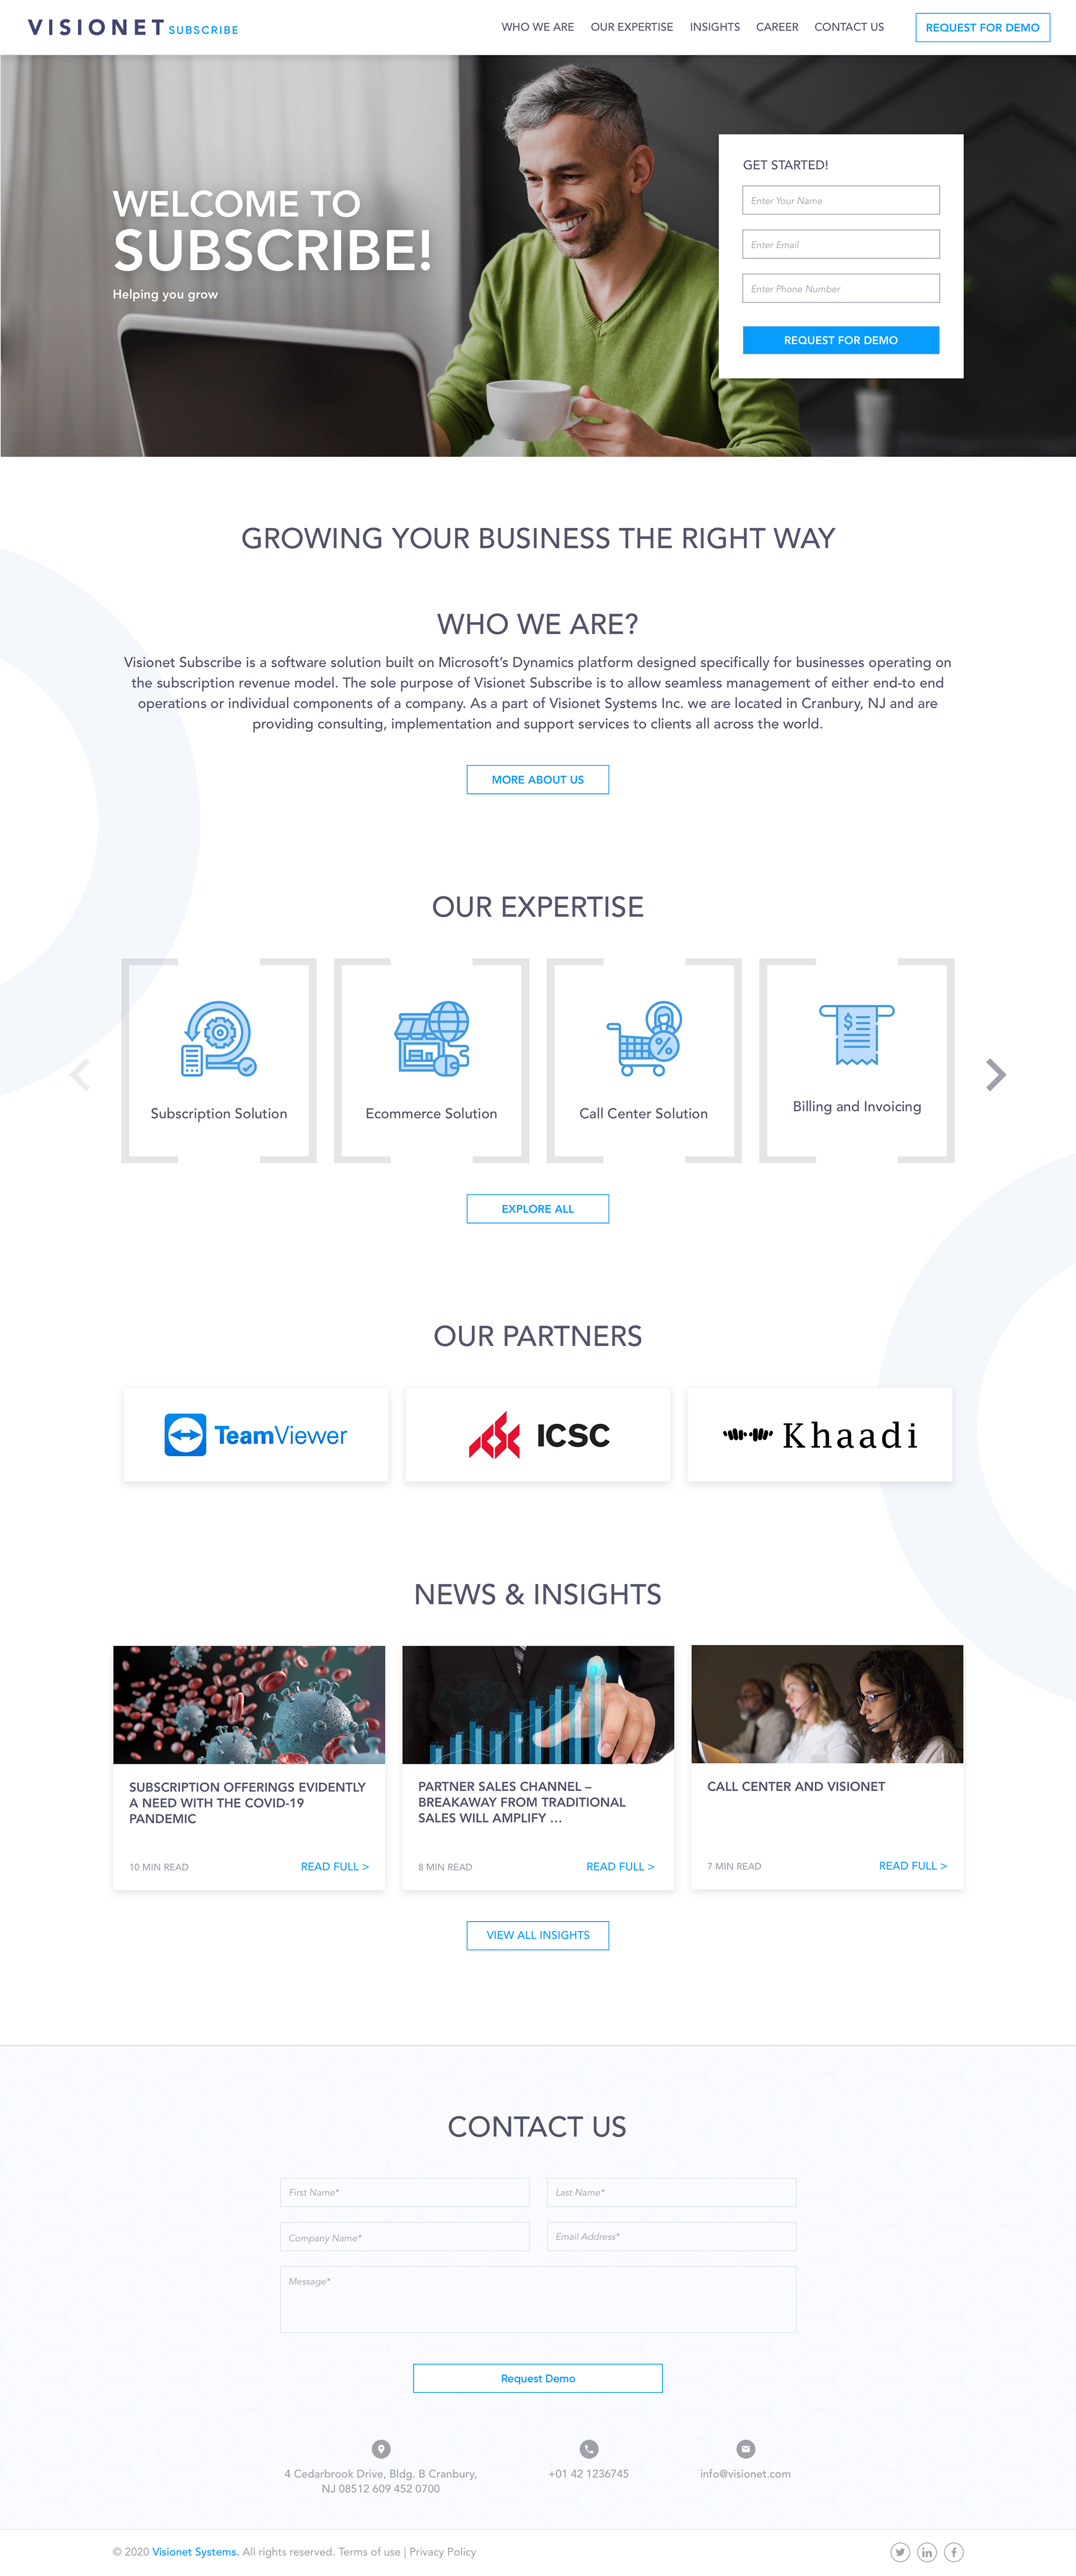 VISIONET SUBSCRIBE
WHO WE ARE OUR EXPERTISE INSIGHTS CAREER CONTACT US REQUEST FOR DEMO
WELCOME TO
SUBSCRIBE!
Helping you grow
GET STARTED!
Enter Your Name
Enter Email
Enter Phone Number
REQUEST FOR DEMO
GROWING YOUR BUSINESS THE RIGHT WAY
WHO WE ARE?
Visionet Subscribe is a software solution built on Microsoft's Dynamics platform designed specifically for businesses operating on
the subscription revenue model. The sole purpose of Visionet Subscribe is to allow seamless management of either end-to end
operations or individual components of a company. As a part of Visionet Systems Inc. we are located in Cranbury, NJ and are
providing consulting, implementation and support services to clients all across the world.
MORE ABOUT US
OUR EXPERTISE
Subscription Solution
Ecommerce Solution
Call Center Solution
Billing and Invoicing
EXPLORE ALL
OUR PARTNERS
TeamViewer
ICSC
Khaadi
NEWS & INSIGHTS
SUBSCRIPTION OFFERINGS EVIDENTLY
A NEED WITH THE COVID-19
PANDEMIC
10 MIN READ READ FULL >
PARTNER SALES CHANNEL –
BREAKAWAY FROM TRADITIONAL
SALES WILL AMPLIFY ...
8 MIN READ READ FULL >
CALL CENTER AND VISIONET
7 MIN READ READ FULL >
VIEW ALL INSIGHTS
CONTACT US
First Name*
Last Name*
Company Name*
Email Address*
Message*
Request Demo
4 Cedarbrook Drive, Bldg. B Cranbury,
NJ 08512 609 452 0700
+01 42 1236745
info@visionet.com
© 2020 Visionet Systems. All rights reserved. Terms of use | Privacy Policy